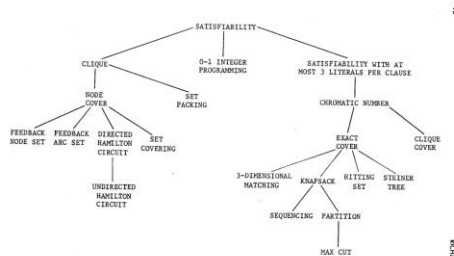 SATISFIABILITY
CLIQUE
0-1 INTEGER
PROGRAMMING
SATISFIABILITY WITH AT
MOST 3 LITERALS PER CLAUSE
NODE
COVER
SET
PACKING
CHROMATIC NUMBER
FEEDBACK
NODE SET
FEEDBACK
ARC SET
DIRECTED
HAMILTON
CIRCUIT
SET
COVERING
EXACT
COVER
CLIQUE
COVER
UNDIRECTED
HAMILTON
CIRCUIT
3-DIMENSIONAL
MATCHING
KNAPSACK
HITTING
SET
STEINER
TREE
SEQUENCING
PARTITION
MAX CUT